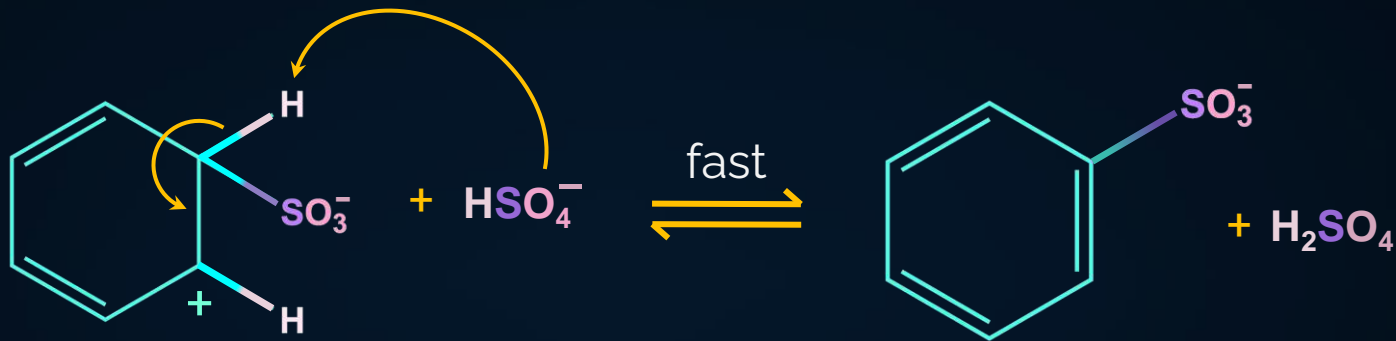 H
SO₃⁻
+
H
+ HSO₄⁻
fast
SO₃⁻
+ H₂SO₄